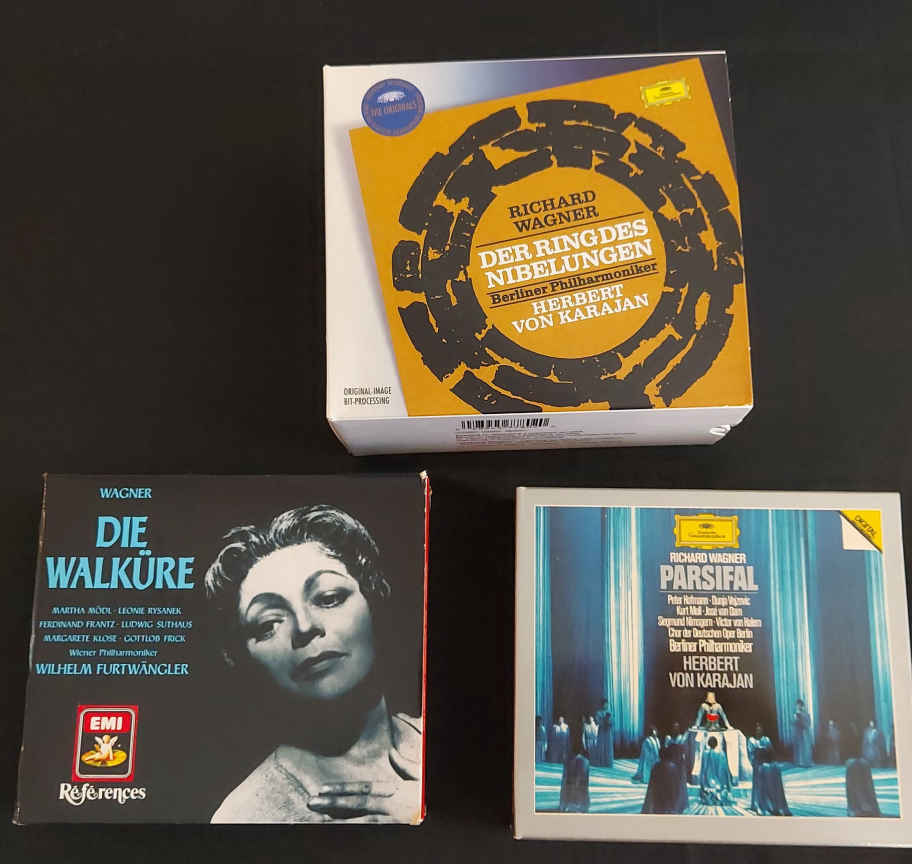 THE ORIGINALS
RICHARD
WAGNER
DER RING DES
NIBELUNGEN
Berliner Philharmoniker
HERBERT
VON KARAJAN
ORIGINAL-IMAGE
BIT-PROCESSING
WAGNER
DIE
WALKÜRE
MARTHA MÖDL · LEONIE RYSANEK
FERDINAND FRANTZ · LUDWIG SUTHAUS
MARGARETE KLOSE · GOTTLOB FRICK
Wiener Philharmoniker
WILHELM FURTWÄNGLER
EMI
Références
DIGITAL
Deutsche
Grammophon
RICHARD WAGNER
PARSIFAL
Peter Hofmann · Dunja Vejzovic
Kurt Moll · José van Dam
Siegmund Nimsgern · Victor von Halem
Chor der Deutschen Oper Berlin
Berliner Philharmoniker
HERBERT
VON KARAJAN